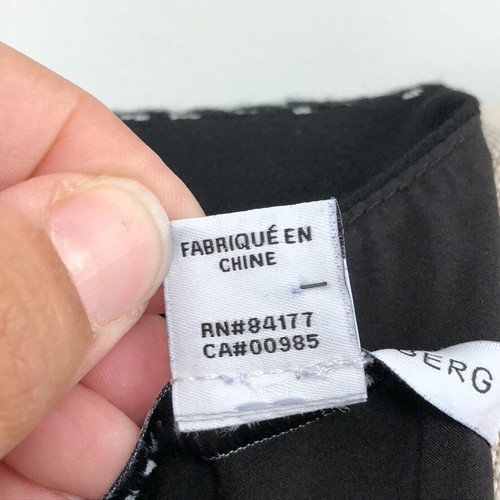 FABRIQUÉ EN
CHINE
RN#84177
CA#00985
BERG